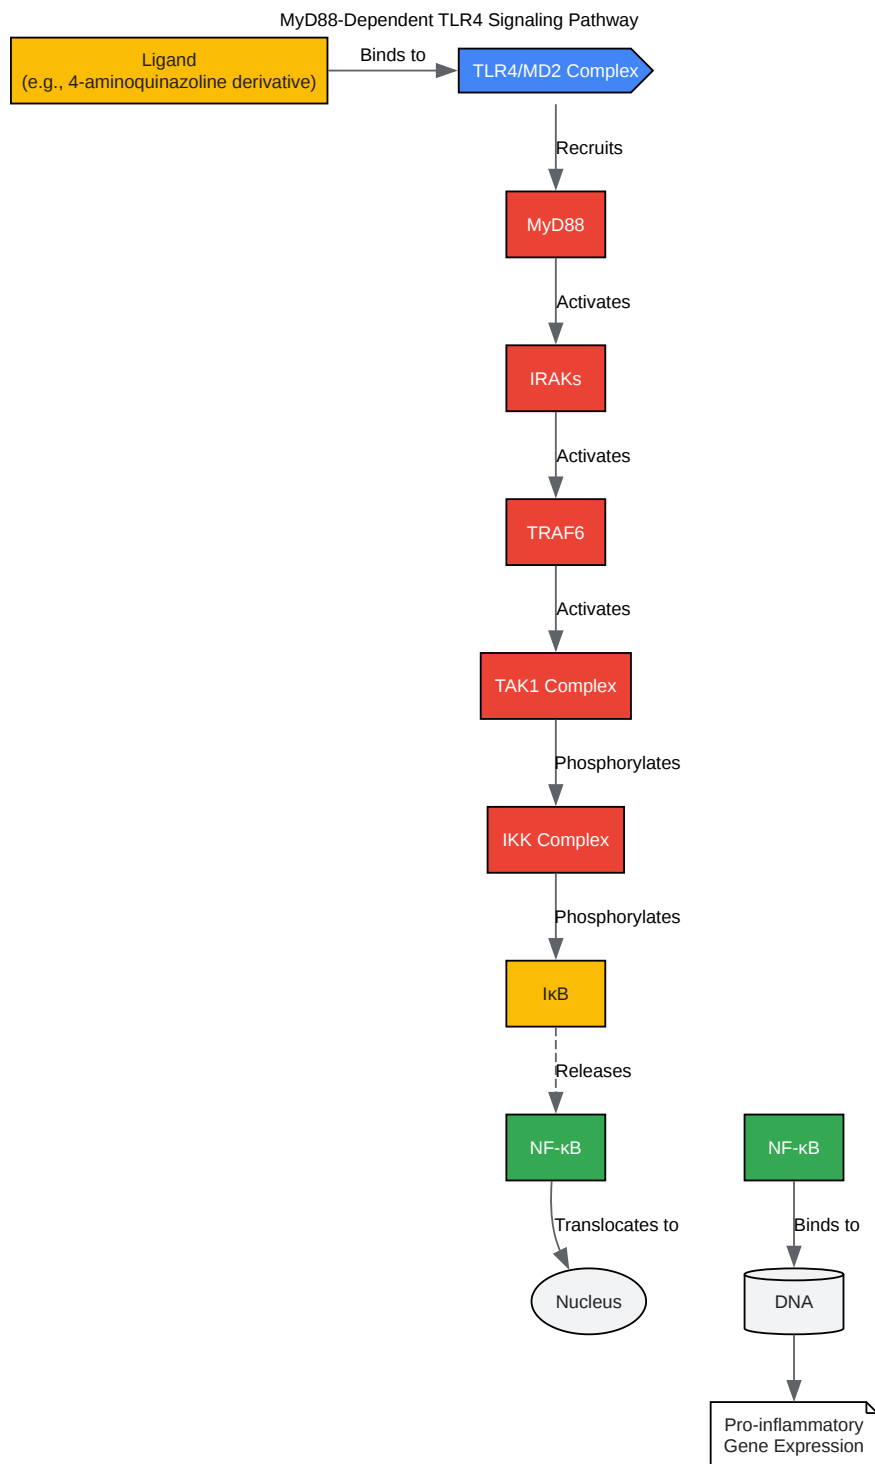 MyD88-Dependent TLR4 Signaling Pathway
Ligand
(e.g., 4-aminoquinazoline derivative)
Binds to
TLR4/MD2 Complex
Recruits
MyD88
Activates
IRAKs
Activates
TRAF6
Activates
TAK1 Complex
Phosphorylates
IKK Complex
Phosphorylates
IκB
Releases
NF-κB
NF-κB
Translocates to
Binds to
Nucleus
DNA
Pro-inflammatory
Gene Expression